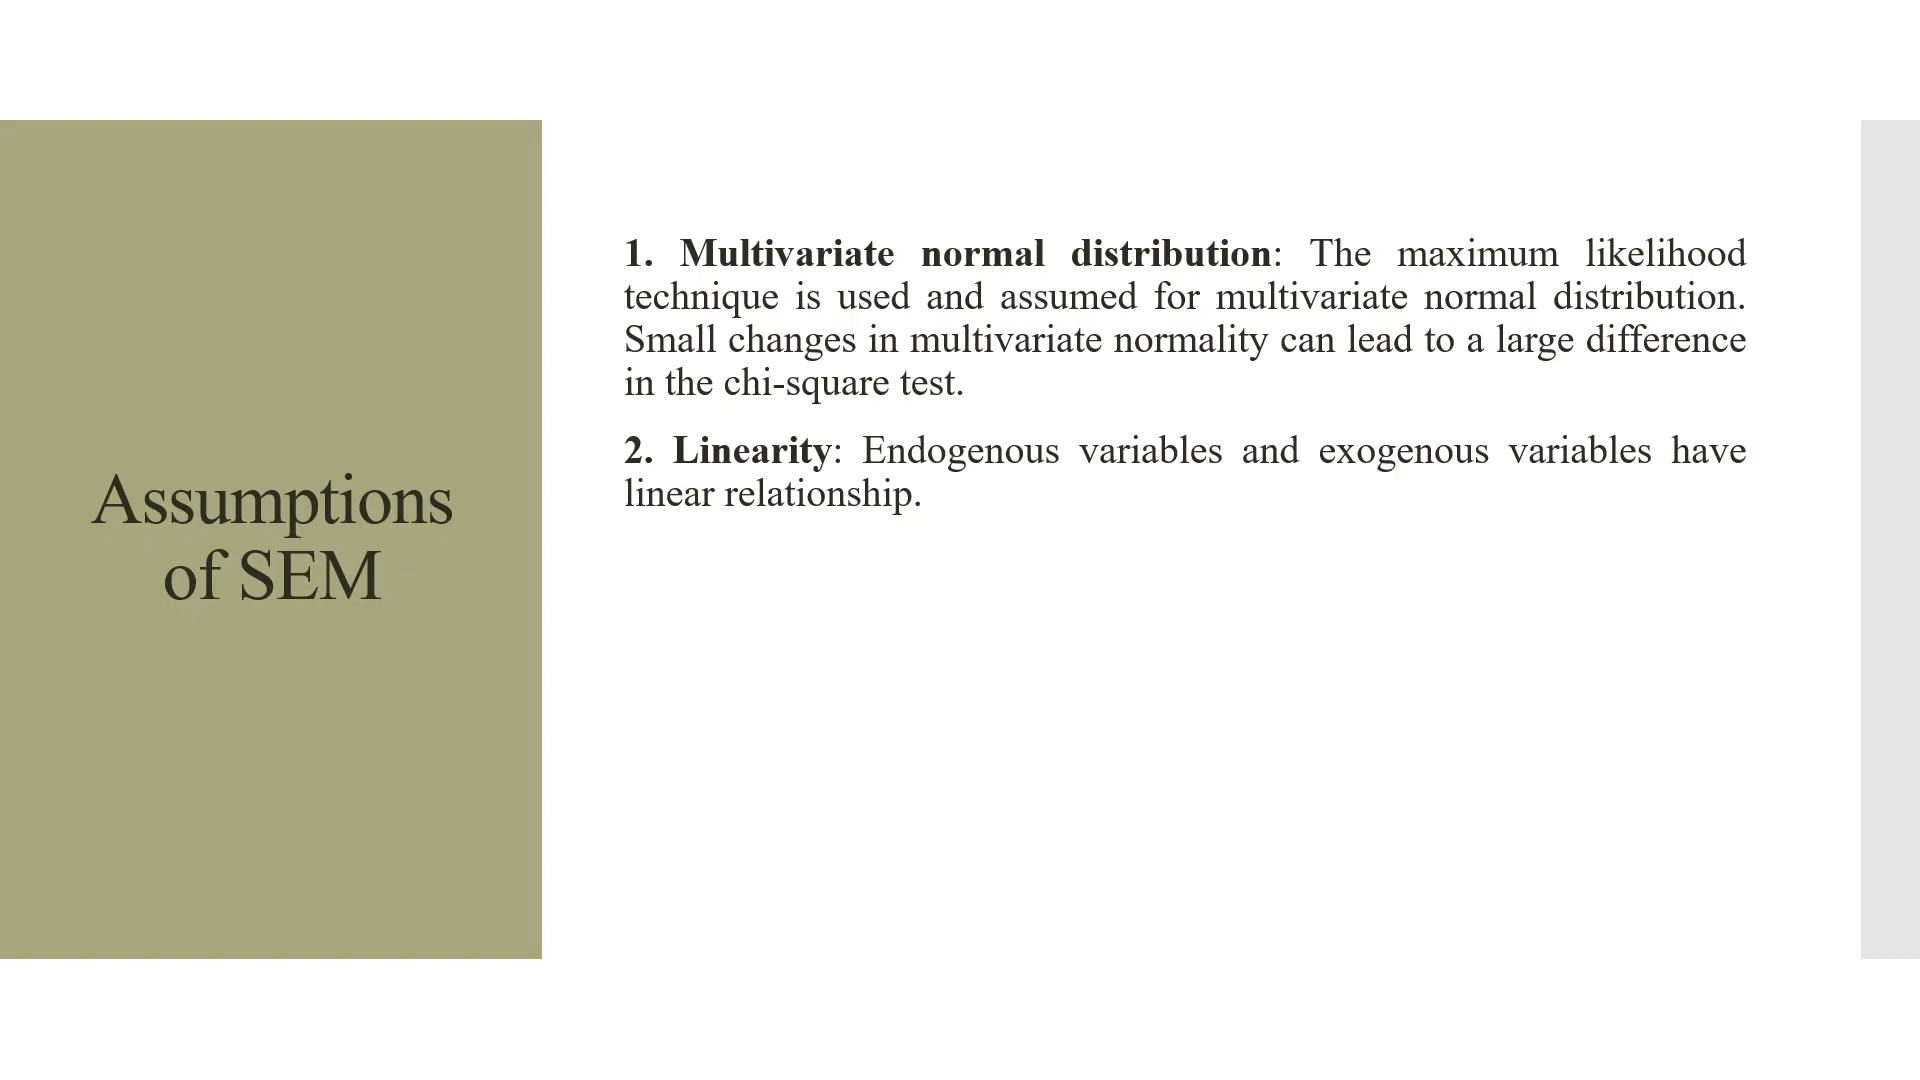 Assumptions
of SEM
1. Multivariate normal distribution: The maximum likelihood
technique is used and assumed for multivariate normal distribution.
Small changes in multivariate normality can lead to a large difference
in the chi-square test.
2. Linearity: Endogenous variables and exogenous variables have
linear relationship.